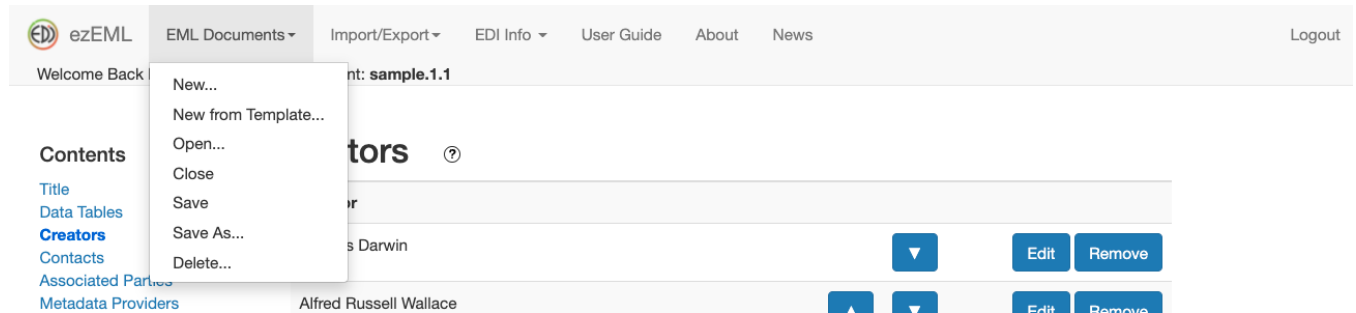 EDI ezEML EML Documents Import/Export EDI Info User Guide About News Logout
Welcome Back nt: sample.1.1
New...
New from Template...
Open...
Close
Save
Save As...
Delete...
Contents
Title
Data Tables
Creators
Contacts
Associated Parties
Metadata Providers
tors ?
or
s Darwin ▼ Edit Remove
Alfred Russell Wallace ▲ ▼ Edit Remove